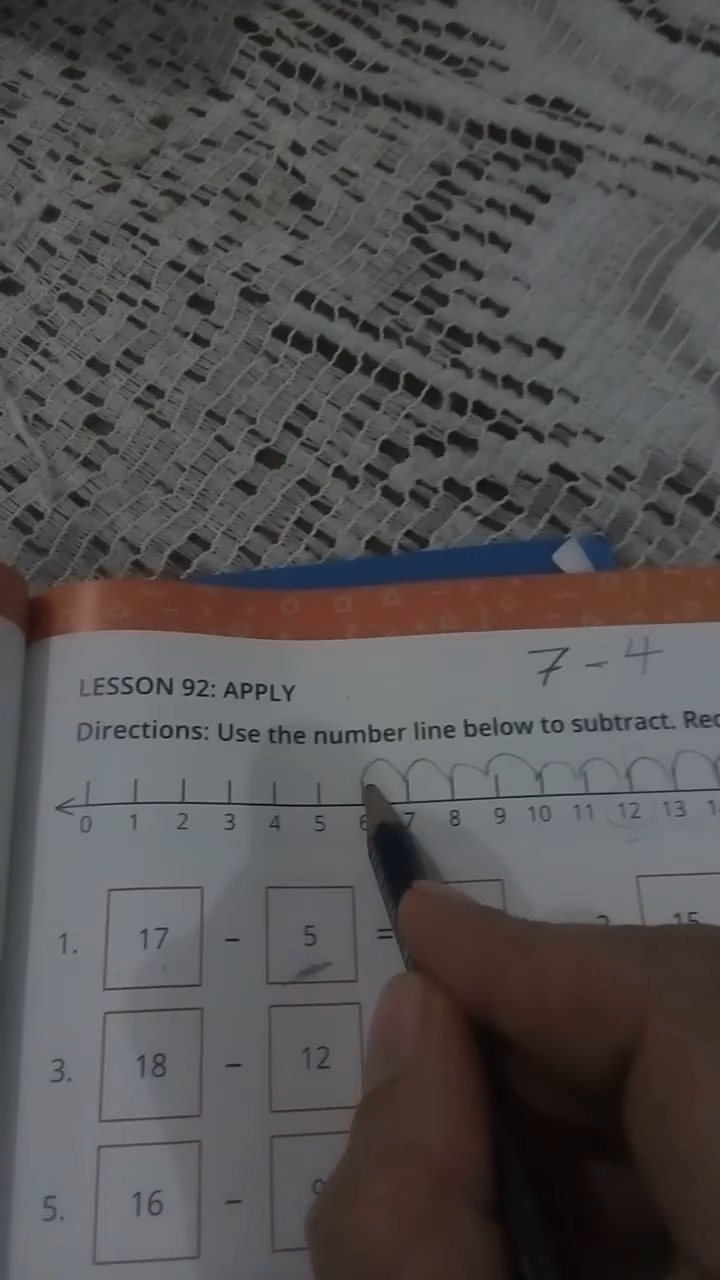 7 - 4
LESSON 92: APPLY
Directions: Use the number line below to subtract.
0 1 2 3 4 5 6 7 8 9 10 11 12 13
1. 17 - 5 = 15
3. 18 - 12
5. 16 -